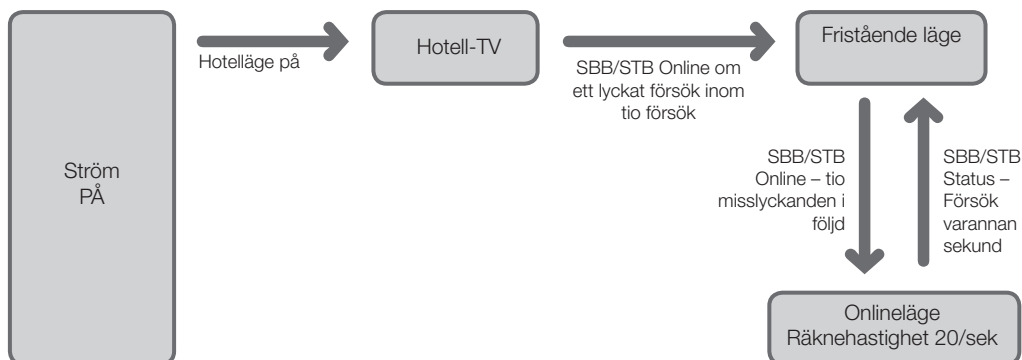 Ström
PÅ
Hotelläge på
Hotell-TV
SBB/STB Online om
ett lyckat försök inom
tio försök
Fristående läge
SBB/STB
Online – tio
misslyckanden i
följd
SBB/STB
Status –
Försök
varannan
sekund
Onlineläge
Räknehastighet 20/sek